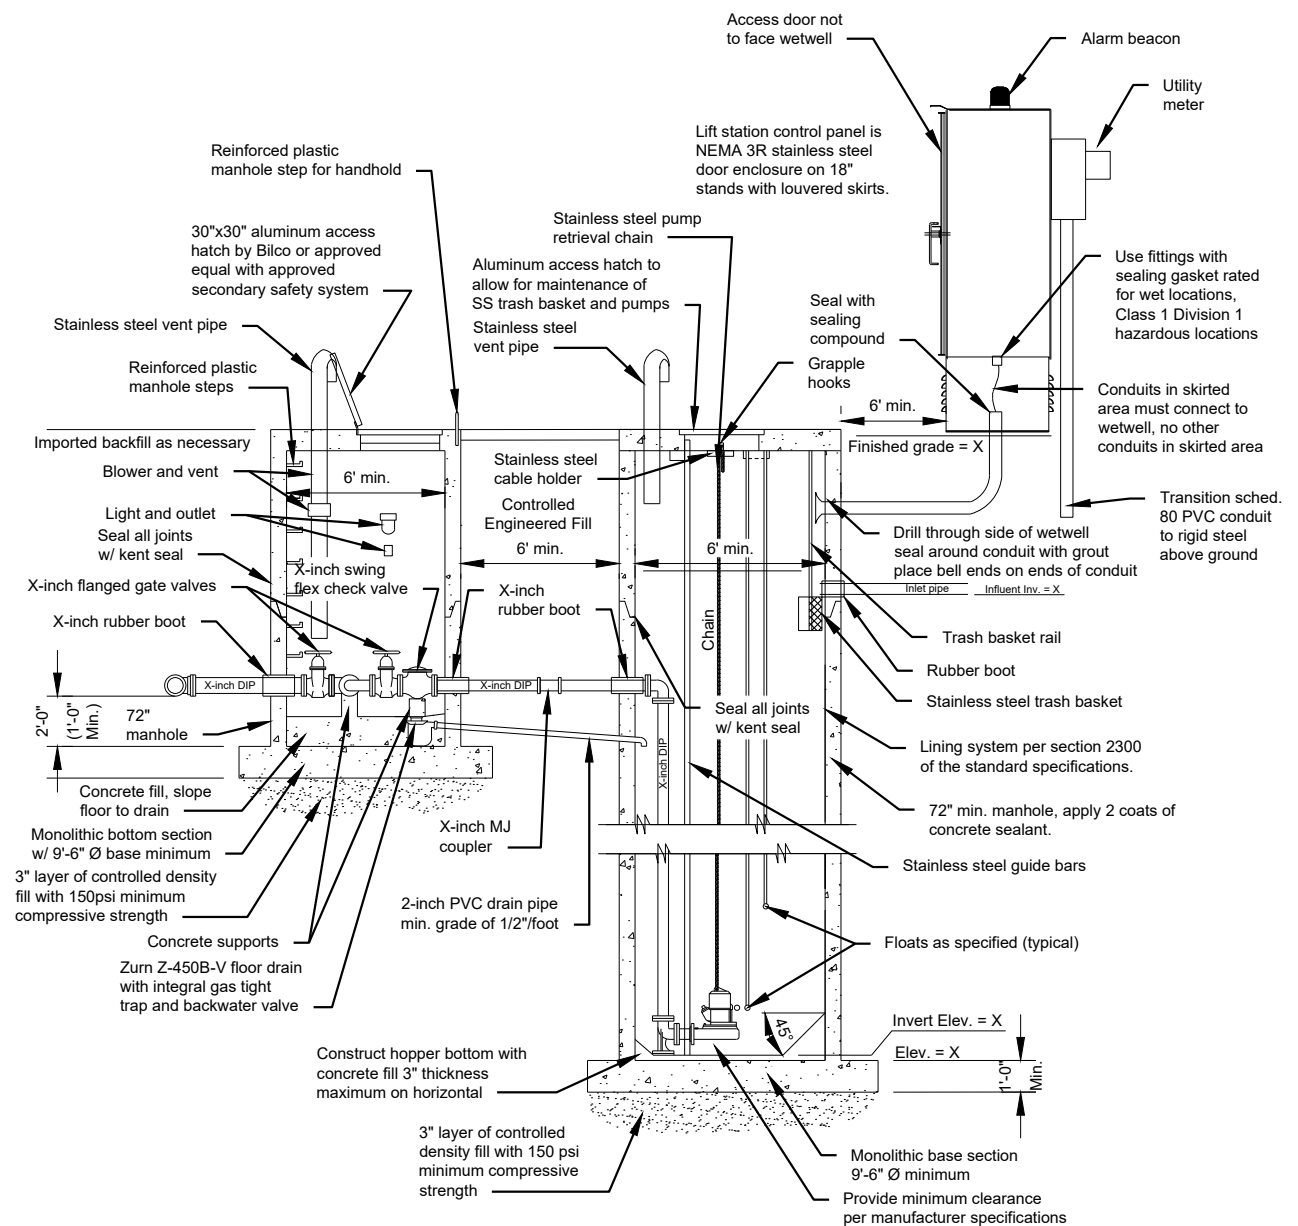 Access door not
to face wetwell
Alarm beacon
Utility
meter
Lift station control panel is
NEMA 3R stainless steel
door enclosure on 18"
stands with louvered skirts.
Reinforced plastic
manhole step for handhold
Stainless steel pump
retrieval chain
30"x30" aluminum access
hatch by Bilco or approved
equal with approved
secondary safety system
Aluminum access hatch to
allow for maintenance of
SS trash basket and pumps
Use fittings with
sealing gasket rated
for wet locations,
Class 1 Division 1
hazardous locations
Stainless steel vent pipe
Stainless steel
vent pipe
Seal with
sealing
compound
Grapple
hooks
Reinforced plastic
manhole steps
Conduits in skirted
area must connect to
wetwell, no other
conduits in skirted area
6' min.
Imported backfill as necessary
Finished grade = X
Blower and vent
6' min.
Stainless steel
cable holder
Controlled
Engineered Fill
Transition sched.
80 PVC conduit
to rigid steel
above ground
Light and outlet
Seal all joints
w/ kent seal
6' min.
6' min.
Drill through side of wetwell
seal around conduit with grout
place bell ends on ends of conduit
X-inch swing
flex check valve
X-inch flanged gate valves
X-inch
rubber boot
Inlet pipe
Influent Inv. = X
X-inch rubber boot
Chain
Trash basket rail
Rubber boot
X-inch DIP
X-inch DIP
Stainless steel trash basket
2'-0"
(1'-0"
Min.)
72"
manhole
Seal all joints
w/ kent seal
X-inch DIP
Lining system per section 2300
of the standard specifications.
Concrete fill, slope
floor to drain
72" min. manhole, apply 2 coats of
concrete sealant.
Monolithic bottom section
w/ 9'-6" Ø base minimum
X-inch MJ
coupler
Stainless steel guide bars
3" layer of controlled density
fill with 150psi minimum
compressive strength
2-inch PVC drain pipe
min. grade of 1/2"/foot
Concrete supports
Floats as specified (typical)
Zurn Z-450B-V floor drain
with integral gas tight
trap and backwater valve
45°
Invert Elev. = X
Elev. = X
1'-0"
Min.
Construct hopper bottom with
concrete fill 3" thickness
maximum on horizontal
3" layer of controlled
density fill with 150 psi
minimum compressive
strength
Monolithic base section
9'-6" Ø minimum
Provide minimum clearance
per manufacturer specifications